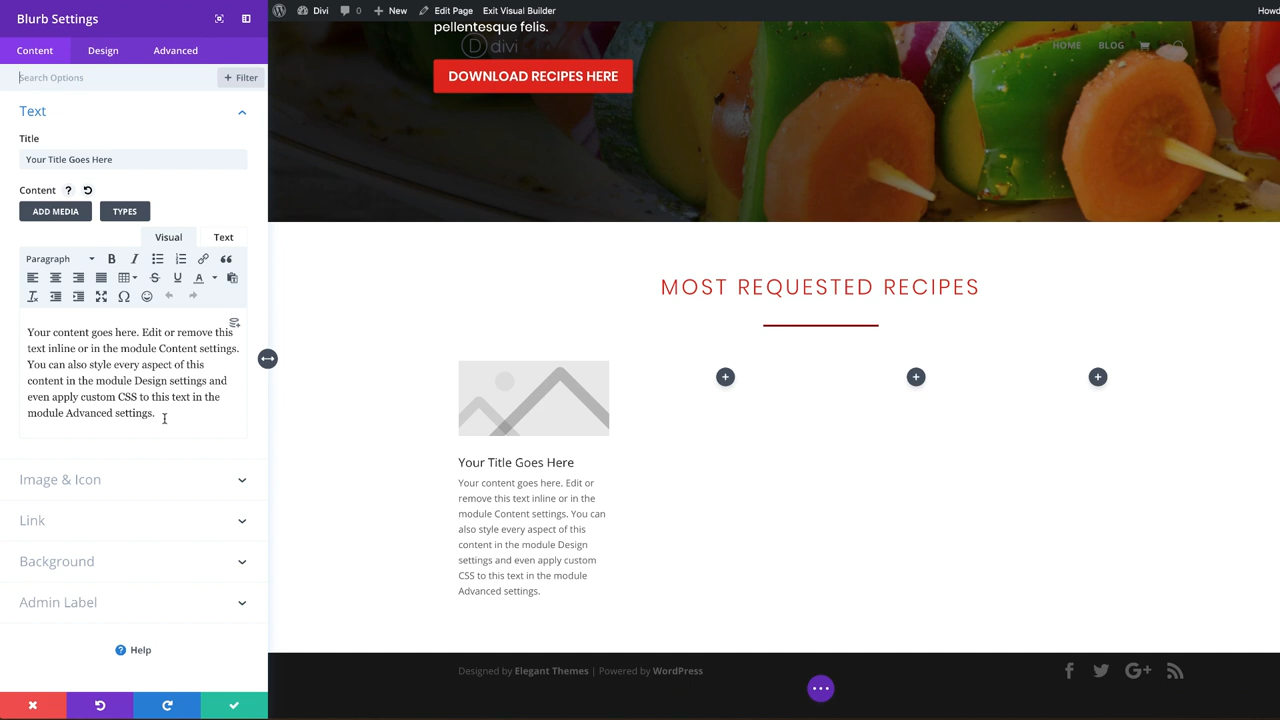 Blurb Settings
Divi
0
New
Edit Page
Exit Visual Builder
Howd
Content
Design
Advanced
Search Options
+ Filter
Text
Title
Your Title Goes Here
Content
ADD MEDIA
TYPES
Visual
Text
Paragraph
Your content goes here. Edit or remove this
text inline or in the module Content settings.
You can also style every aspect of this
content in the module Design settings and
even apply custom CSS to this text in the
module Advanced settings.
Image & Icon
Link
Background
Admin Label
Help
pellentesque felis.
D divi
HOME
BLOG
DOWNLOAD RECIPES HERE
MOST REQUESTED RECIPES
Your Title Goes Here
Your content goes here. Edit or
remove this text inline or in the
module Content settings. You can
also style every aspect of this
content in the module Design
settings and even apply custom
CSS to this text in the module
Advanced settings.
Designed by Elegant Themes | Powered by WordPress